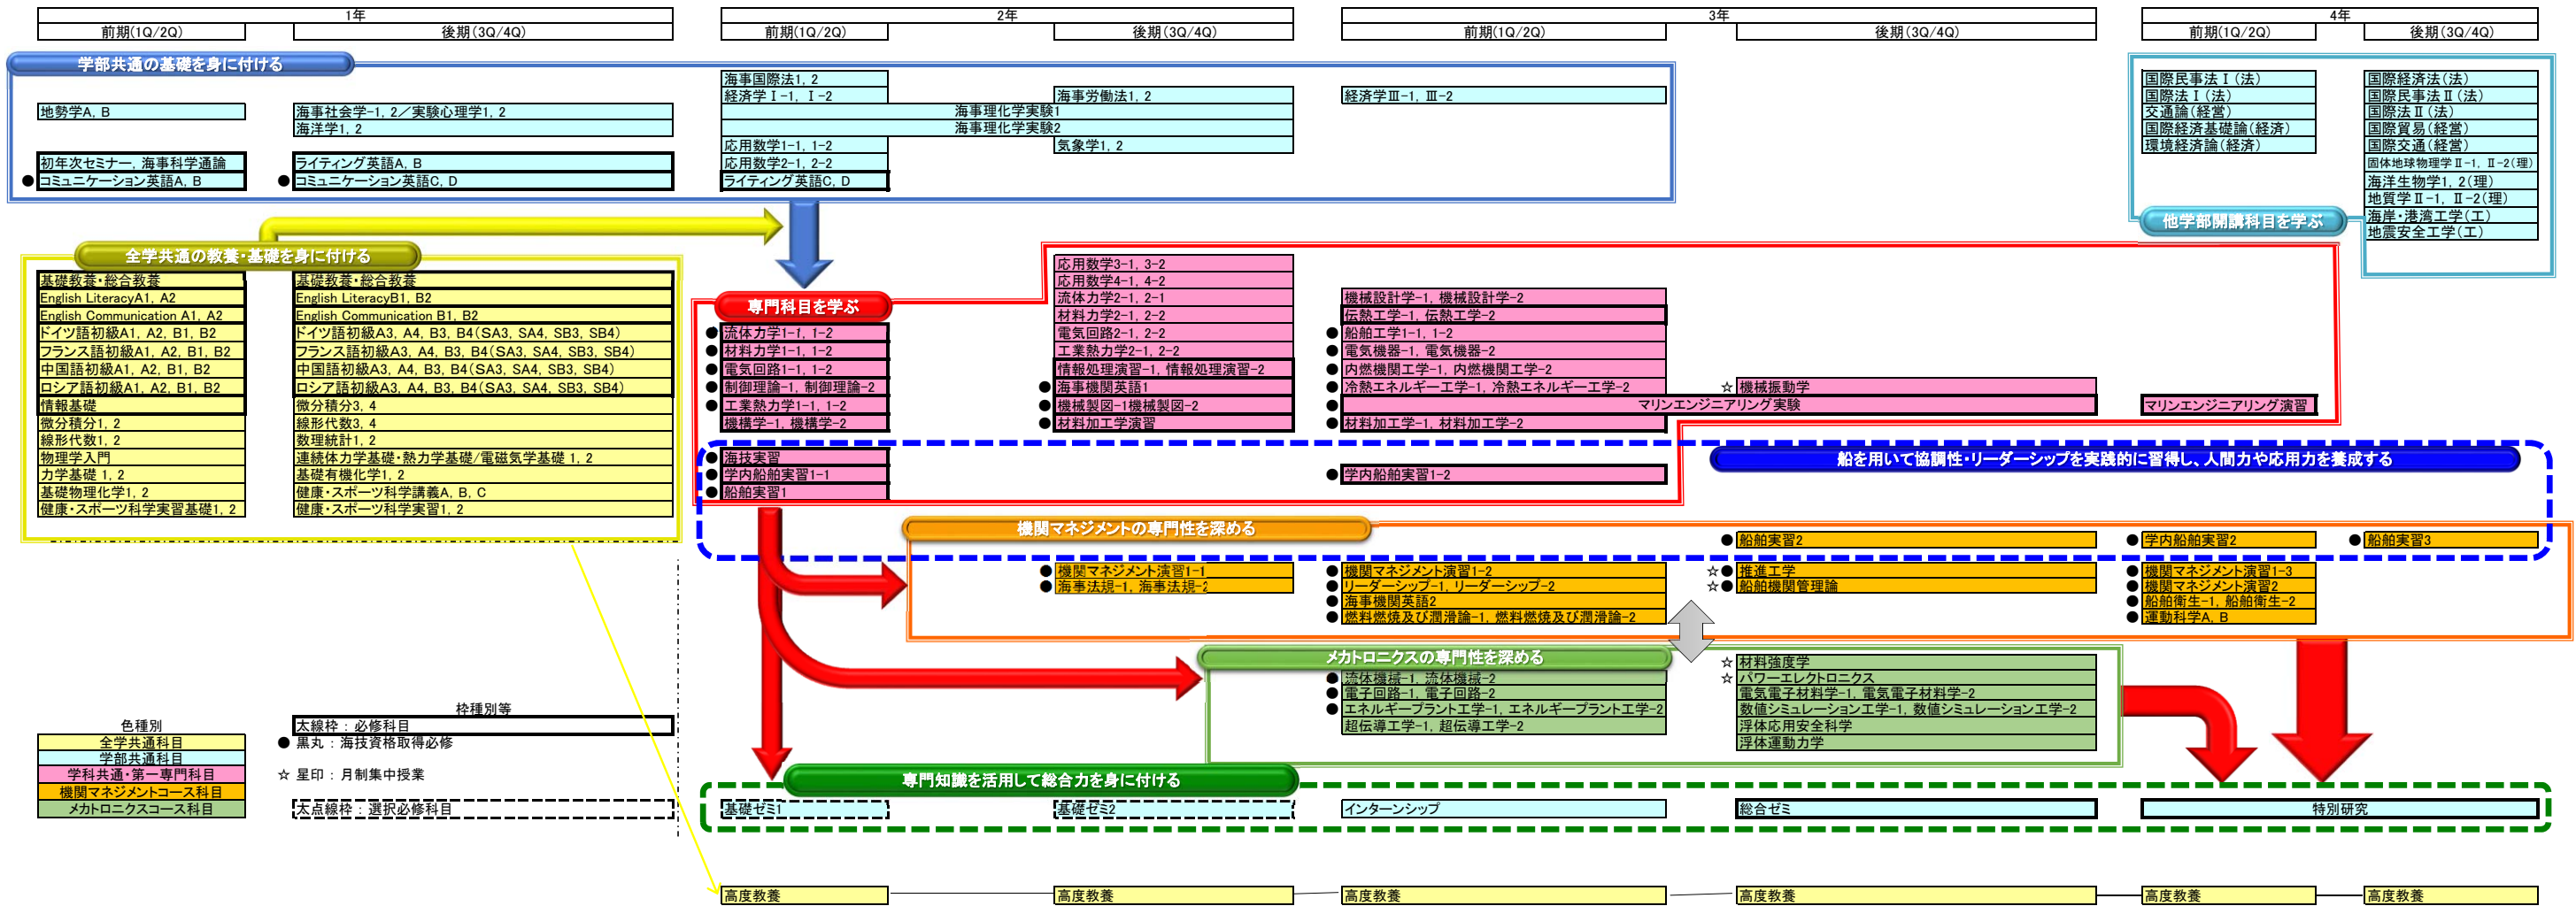 1年
2年
3年
4年
前期(1Q/2Q)
後期(3Q/4Q)
前期(1Q/2Q)
後期(3Q/4Q)
前期(1Q/2Q)
後期(3Q/4Q)
前期(1Q/2Q)
後期(3Q/4Q)
学部共通の基礎を身に付ける
地勢学A, B
初年次セミナー, 海事科学通論
●コミュニケーション英語A, B
海事社会学-1, 2／実験心理学1, 2
海洋学1, 2
ライティング英語A, B
●コミュニケーション英語C, D
海事国際法1, 2
経済学Ⅰ-1, Ⅰ-2
海事理化学実験1
海事理化学実験2
応用数学1-1, 1-2
応用数学2-1, 2-2
ライティング英語C, D
海事労働法1, 2
気象学1, 2
経済学Ⅲ-1, Ⅲ-2
国際民事法Ⅰ(法)
国際法Ⅰ(法)
交通論(経営)
国際経済基礎論(経済)
環境経済論(経済)
国際経済法(法)
国際民事法Ⅱ(法)
国際法Ⅱ(法)
国際貿易(経営)
国際交通(経営)
固体地球物理学Ⅱ-1, Ⅱ-2(理)
海洋生物学1, 2(理)
地質学Ⅱ-1, Ⅱ-2(理)
海岸・港湾工学(工)
地震安全工学(工)
他学部開講科目を学ぶ
全学共通の教養・基礎を身に付ける
基礎教養・総合教養
English LiteracyA1, A2
English Communication A1, A2
ドイツ語初級A1, A2, B1, B2
フランス語初級A1, A2, B1, B2
中国語初級A1, A2, B1, B2
ロシア語初級A1, A2, B1, B2
情報基礎
微分積分1, 2
線形代数1, 2
物理学入門
力学基礎 1, 2
基礎物理化学1, 2
健康・スポーツ科学実習基礎1, 2
基礎教養・総合教養
English LiteracyB1, B2
English Communication B1, B2
ドイツ語初級A3, A4, B3, B4(SA3, SA4, SB3, SB4)
フランス語初級A3, A4, B3, B4(SA3, SA4, SB3, SB4)
中国語初級A3, A4, B3, B4(SA3, SA4, SB3, SB4)
ロシア語初級A3, A4, B3, B4(SA3, SA4, SB3, SB4)
微分積分3, 4
線形代数3, 4
数理統計1, 2
連続体力学基礎・熱力学基礎/電磁気学基礎 1, 2
基礎有機化学1, 2
健康・スポーツ科学講義A, B, C
健康・スポーツ科学実習1, 2
専門科目を学ぶ
●流体力学1-1, 1-2
●材料力学1-1, 1-2
●電気回路1-1, 1-2
●制御理論-1, 制御理論-2
●工業熱力学1-1, 1-2
機構学-1, 機構学-2
●海技実習
●学内船舶実習1-1
●船舶実習1
応用数学3-1, 3-2
応用数学4-1, 4-2
流体力学2-1, 2-1
材料力学2-1, 2-2
電気回路2-1, 2-2
工業熱力学2-1, 2-2
情報処理演習-1, 情報処理演習-2
●海事機関英語1
●機械製図-1機械製図-2
●材料加工学演習
機械設計学-1, 機械設計学-2
伝熱工学-1, 伝熱工学-2
●船舶工学1-1, 1-2
●電気機器-1, 電気機器-2
●内燃機関工学-1, 内燃機関工学-2
●冷熱エネルギー工学-1, 冷熱エネルギー工学-2
●マリンエンジニアリング実験
●材料加工学-1, 材料加工学-2
●学内船舶実習1-2
☆機械振動学
マリンエンジニアリング演習
船を用いて協調性・リーダーシップを実践的に習得し、人間力や応用力を養成する
機関マネジメントの専門性を深める
●船舶実習2
●学内船舶実習2
●船舶実習3
●機関マネジメント演習1-1
●海事法規-1, 海事法規-2
●機関マネジメント演習1-2
●リーダーシップ-1, リーダーシップ-2
●海事機関英語2
●燃料燃焼及び潤滑論-1, 燃料燃焼及び潤滑論-2
☆●推進工学
☆●船舶機関管理論
●機関マネジメント演習1-3
●機関マネジメント演習2
●船舶衛生-1, 船舶衛生-2
●運動科学A, B
メカトロニクスの専門性を深める
●流体機械-1, 流体機械-2
●電子回路-1, 電子回路-2
●エネルギープラント工学-1, エネルギープラント工学-2
超伝導工学-1, 超伝導工学-2
☆材料強度学
☆パワーエレクトロニクス
電気電子材料学-1, 電気電子材料学-2
数値シミュレーション工学-1, 数値シミュレーション工学-2
浮体応用安全科学
浮体運動力学
色種別
全学共通科目
学部共通科目
学科共通・第一専門科目
機関マネジメントコース科目
メカトロニクスコース科目
枠種別等
太線枠 : 必修科目
● 黒丸 : 海技資格取得必修
☆ 星印 : 月制集中授業
太点線枠 : 選択必修科目
専門知識を活用して総合力を身に付ける
基礎ゼミ1
基礎ゼミ2
インターンシップ
総合ゼミ
特別研究
高度教養
高度教養
高度教養
高度教養
高度教養
高度教養